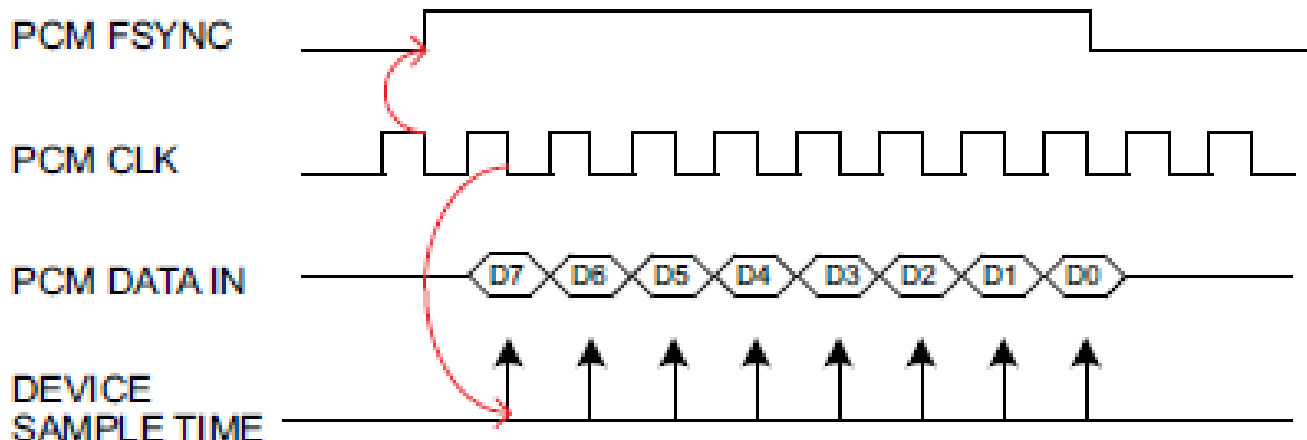 PCM FSYNC
PCM CLK
PCM DATA IN
D7 D6 D5 D4 D3 D2 D1 D0
DEVICE
SAMPLE TIME